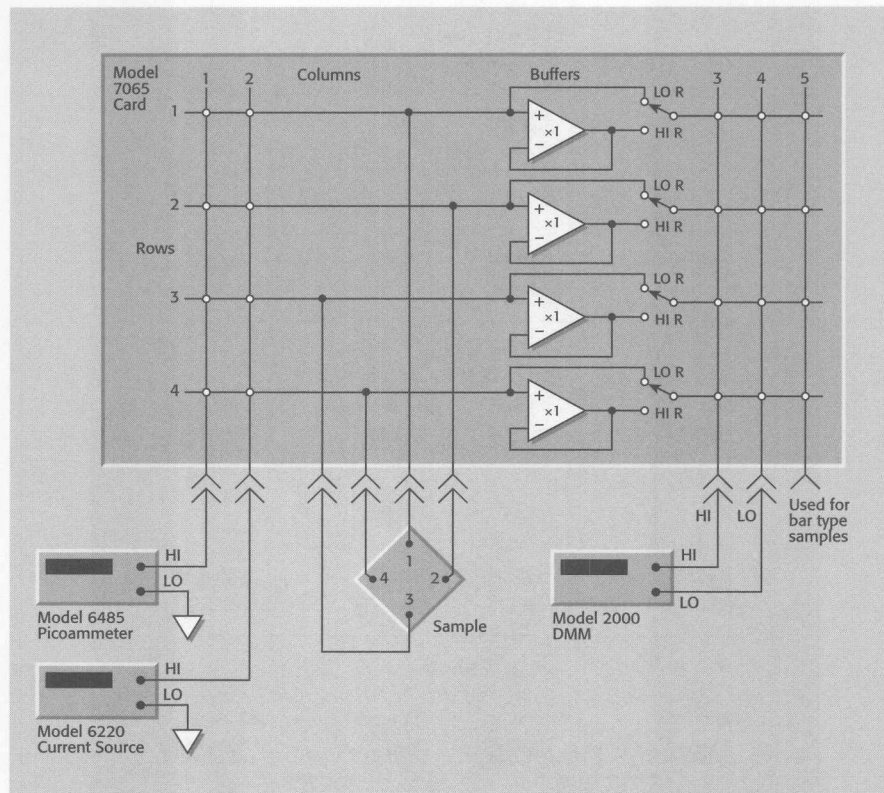 Model
7065
Card
1
2
Columns
Buffers
3
4
5
1
+
×1
−
LO R
HI R
2
+
×1
−
LO R
HI R
Rows
3
+
×1
−
LO R
HI R
4
+
×1
−
LO R
HI R
HI
LO
Used for
bar type
samples
HI
LO
Model 6485
Picoammeter
1
4
2
3
Sample
HI
LO
Model 2000
DMM
HI
LO
Model 6220
Current Source